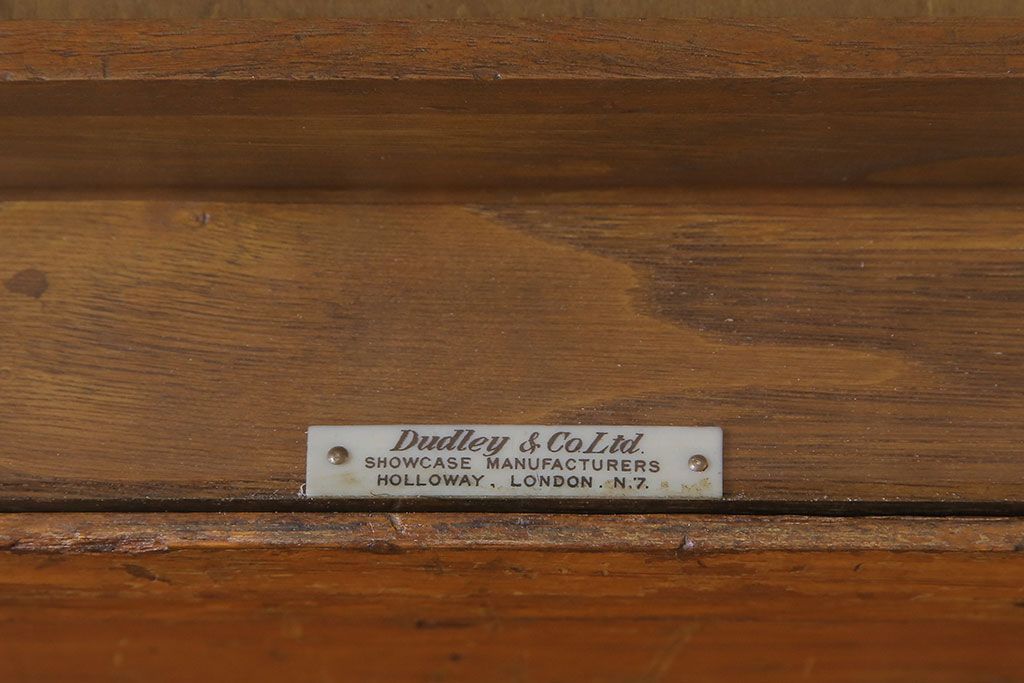 Dudley & Co. Ltd.
SHOWCASE MANUFACTURERS
HOLLOWAY. LONDON. N.7.